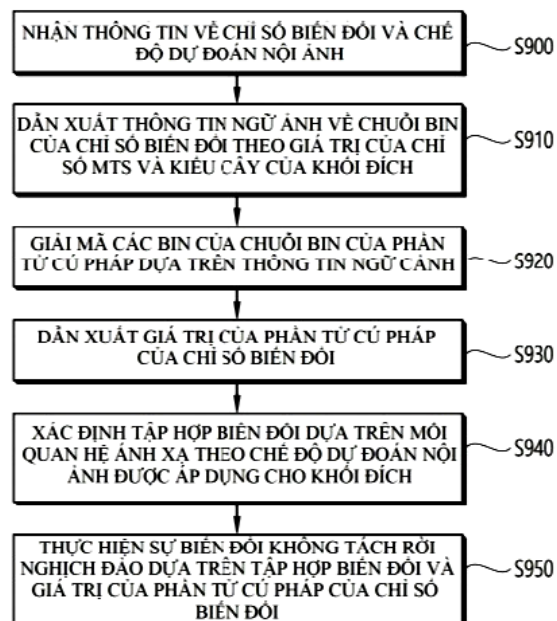 NHẬN THÔNG TIN VỀ CHỈ SỐ BIẾN ĐỔI VÀ CHẾ
ĐỘ DỰ ĐOÁN NỘI ẢNH
S900
DẪN XUẤT THÔNG TIN NGỮ ẢNH VỀ CHUỖI BIN
CỦA CHỈ SỐ BIẾN ĐỔI THEO GIÁ TRỊ CỦA CHỈ
SỐ MTS VÀ KIỂU CÂY CỦA KHỐI ĐÍCH
S910
GIẢI MÃ CÁC BIN CỦA CHUỖI BIN CỦA PHẦN
TỬ CÚ PHÁP DỰA TRÊN THÔNG TIN NGỮ CẢNH
S920
DẪN XUẤT GIÁ TRỊ CỦA PHẦN TỬ CÚ PHÁP
CỦA CHỈ SỐ BIẾN ĐỔI
S930
XÁC ĐỊNH TẬP HỢP BIẾN ĐỔI DỰA TRÊN MỐI
QUAN HỆ ÁNH XẠ THEO CHẾ ĐỘ DỰ ĐOÁN NỘI
ẢNH ĐƯỢC ÁP DỤNG CHO KHỐI ĐÍCH
S940
THỰC HIỆN SỰ BIẾN ĐỔI KHÔNG TÁCH RỜI
NGHỊCH ĐẢO DỰA TRÊN TẬP HỢP BIẾN ĐỔI VÀ
GIÁ TRỊ CỦA PHẦN TỬ CÚ PHÁP CỦA CHỈ SỐ
BIẾN ĐỔI
S950